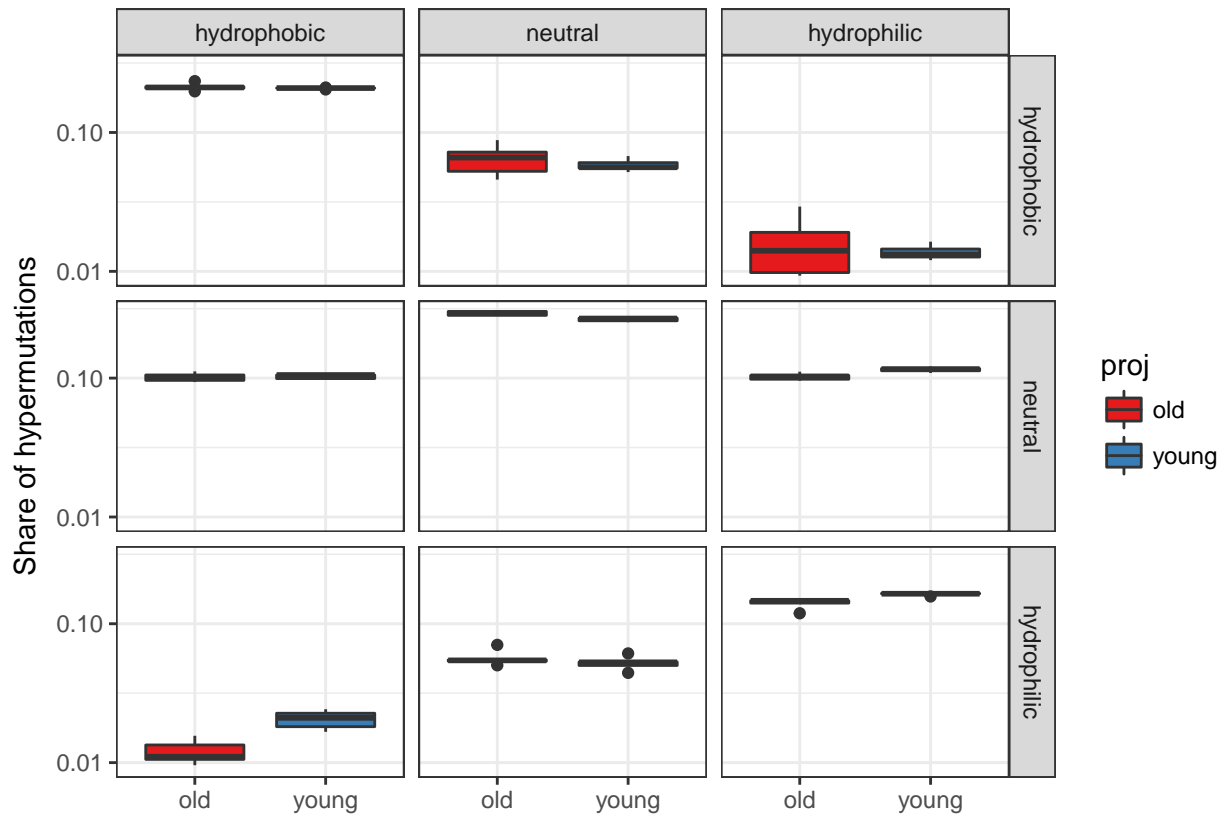 hydrophobic neutral hydrophilic
0.10
0.01
hydrophobic
0.10
0.01
neutral
0.10
0.01
hydrophilic
old young old young old young
Share of hypermutations
proj
old
young